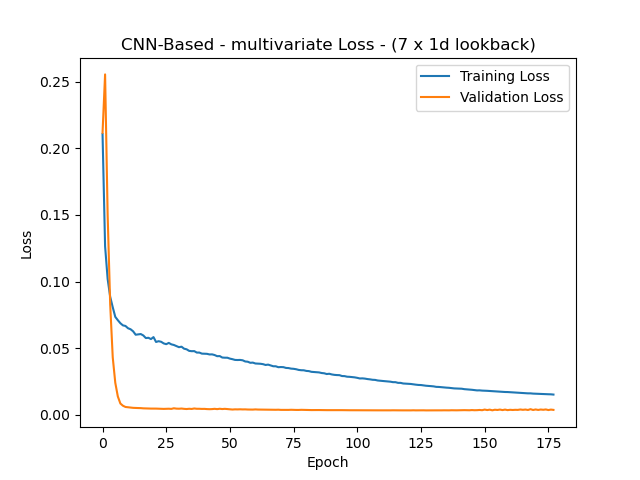 CNN-Based - multivariate Loss - (7 x 1d lookback)
Training Loss
Validation Loss
0.25
0.20
0.15
0.10
0.05
0.00
Loss
0 25 50 75 100 125 150 175
Epoch